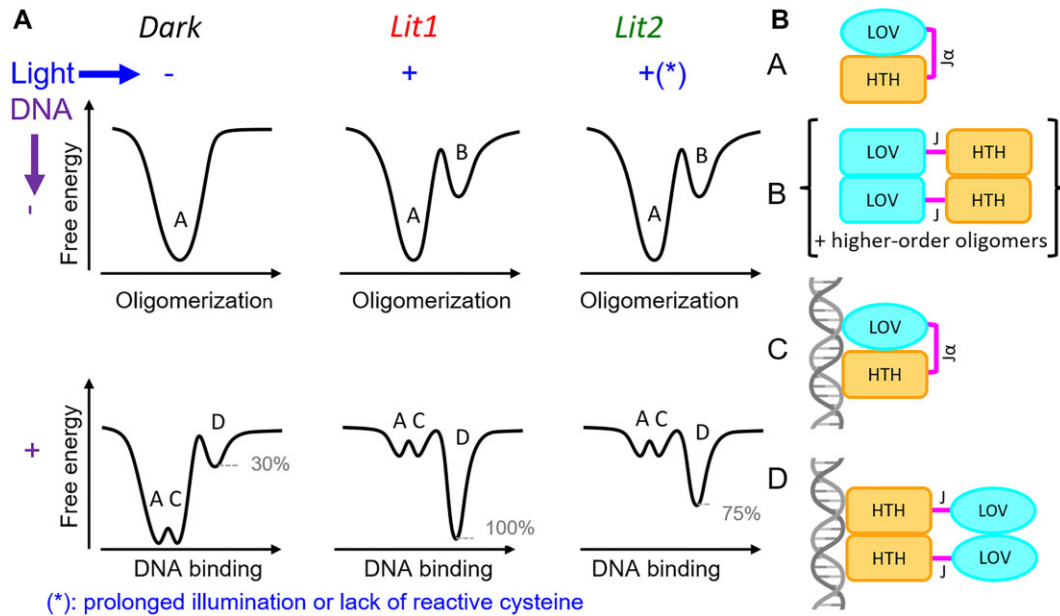 A
Dark Lit1 Lit2
Light - + +(*)
DNA
-
Free energy
A
Oligomerization
A B
Oligomerization
A B
Oligomerization
+
Free energy
A C D
30%
DNA binding
A C D
100%
DNA binding
A C D
75%
DNA binding
(*): prolonged illumination or lack of reactive cysteine
B
A
LOV
HTH
Jα
B
LOV J HTH
LOV J HTH
+ higher-order oligomers
C
LOV
HTH
Jα
D
HTH J LOV
HTH J LOV